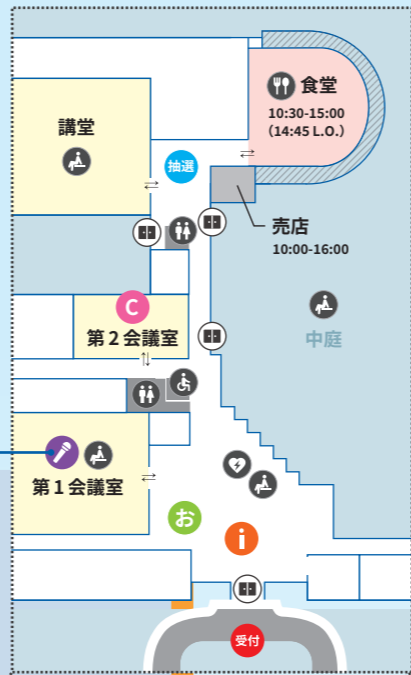 食堂
10:30-15:00
（14:45 L.O.）
講堂
抽選
売店
10:00-16:00
C
第2会議室
中庭
第1会議室
お
i
受付